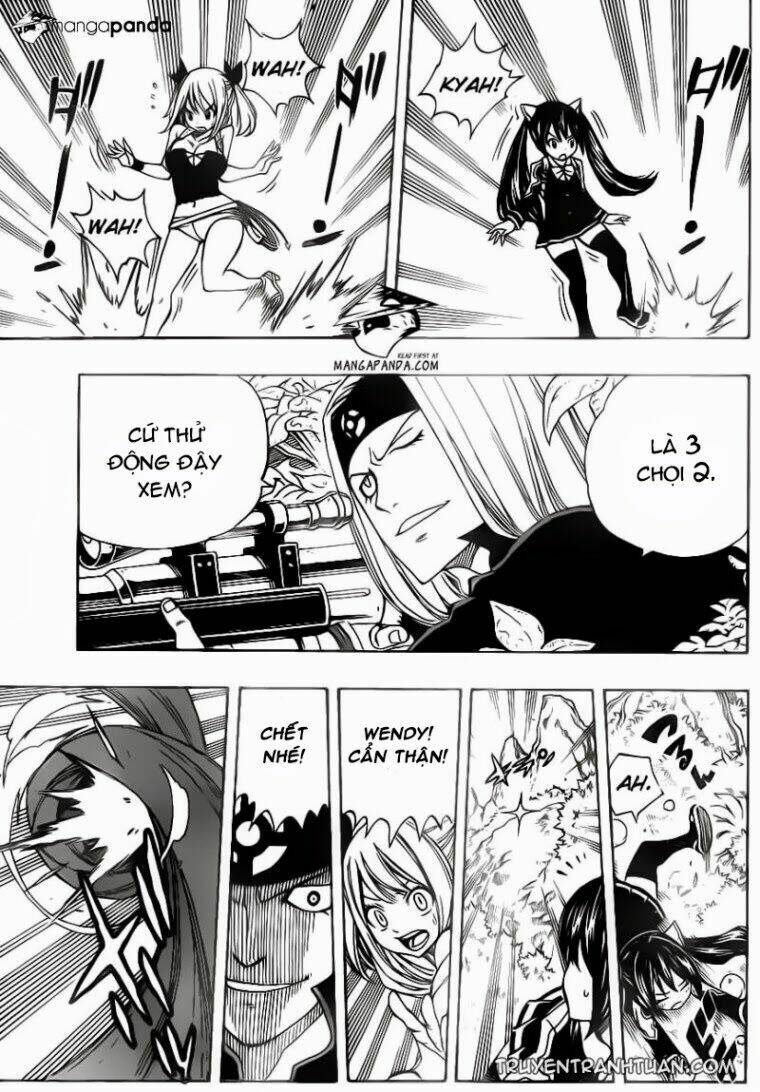 mangapanda
KYAH!
WAH!
WAH!
READ FIRST AT
MANGAPANDA.COM
LÀ 3
CHỌI 2.
CỨ THỬ
ĐỘNG ĐẬY
XEM?
AH.
WENDY!
CẨN THẬN!
CHẾT
NHÉ!
TRUYENTRANHTUAN.COM